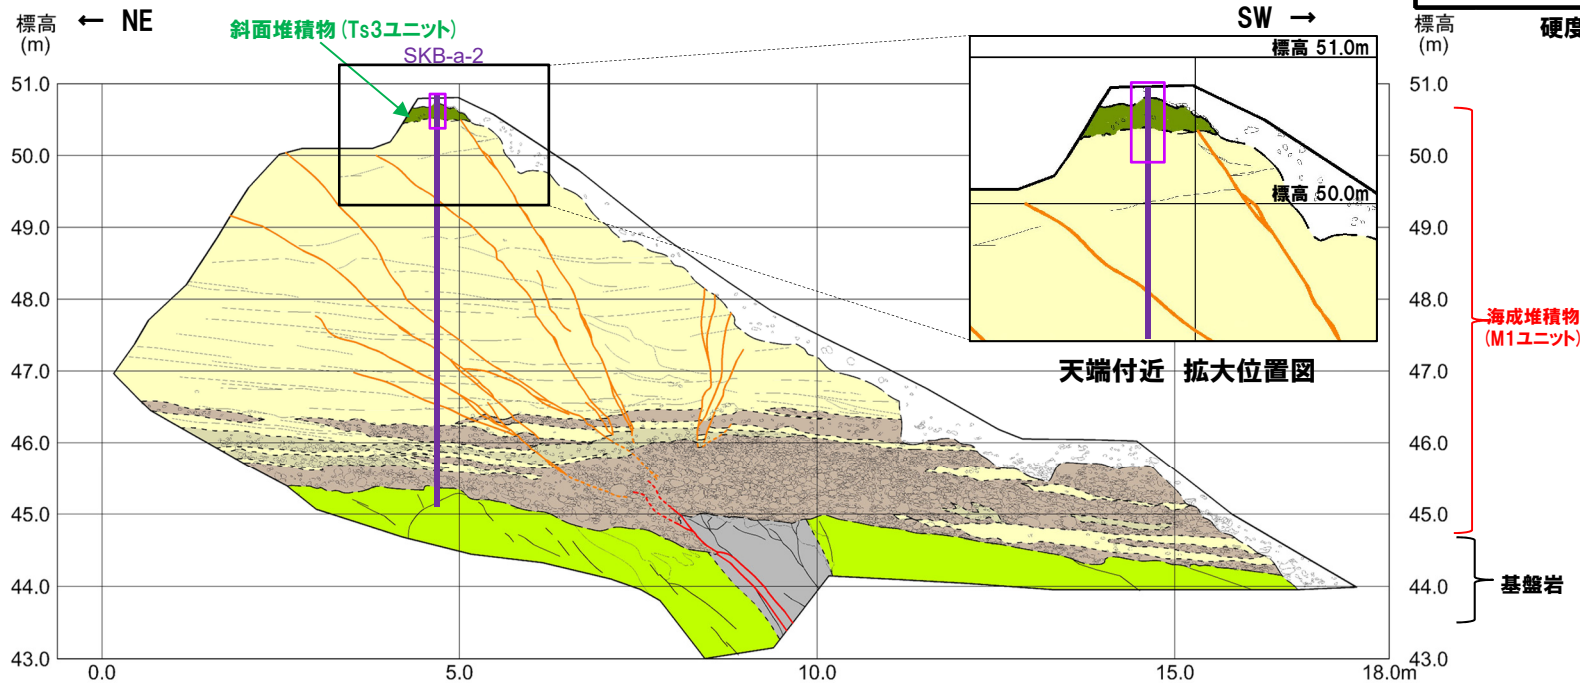 標高
(m)
← NE
斜面堆積物(Ts3ユニット)
SKB-a-2
SW →
標高
(m)
硬度
標高 51.0m
標高 50.0m
天端付近 拡大位置図
51.0
50.0
49.0
48.0
47.0
46.0
45.0
44.0
43.0
51.0
50.0
49.0
48.0
47.0
46.0
45.0
44.0
43.0
海成堆積物
(M1ユニット)
基盤岩
0.0
5.0
10.0
15.0
18.0m